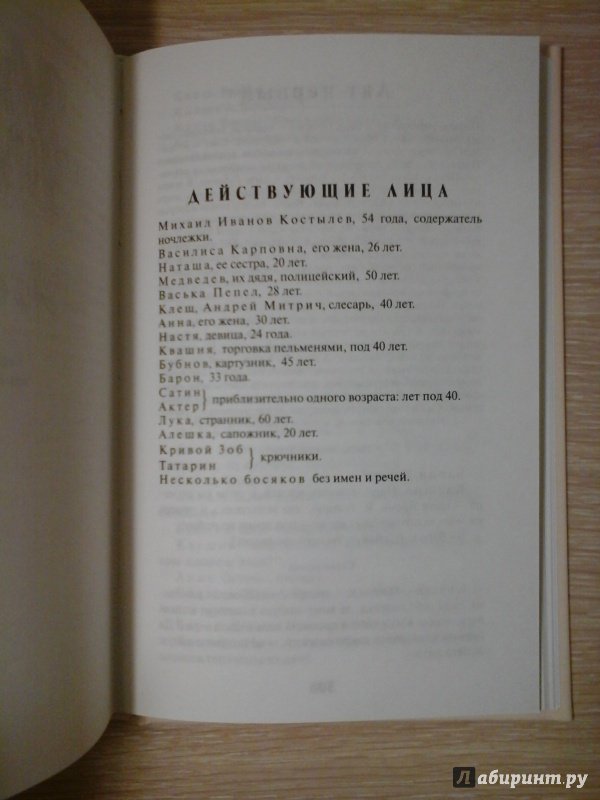 ДЕЙСТВУЮЩИЕ ЛИЦА
Михаил Иванов Костылев, 54 года, содержатель
ночлежки.
Василиса Карповна, его жена, 26 лет.
Наташа, ее сестра, 20 лет.
Медведев, их дядя, полицейский, 50 лет.
Васька Пепел, 28 лет.
Клещ, Андрей Митрич, слесарь, 40 лет.
Анна, его жена, 30 лет.
Настя, девица, 24 года.
Квашня, торговка пельменями, под 40 лет.
Бубнов, картузник, 45 лет.
Барон, 33 года.
Сатин
Актер } приблизительно одного возраста: лет под 40.
Лука, странник, 60 лет.
Алешка, сапожник, 20 лет.
Кривой Зоб
Татарин } крючники.
Несколько босяков без имен и речей.
Лабиринт.ру